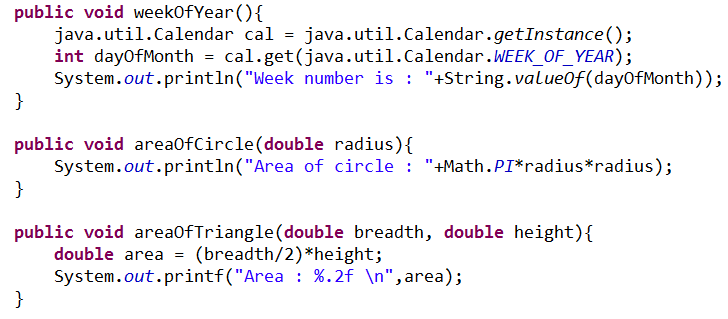 public void weekOfYear(){
    java.util.Calendar cal = java.util.Calendar.getInstance();
    int dayOfMonth = cal.get(java.util.Calendar.WEEK_OF_YEAR);
    System.out.println("Week number is : "+String.valueOf(dayOfMonth));
}

public void areaOfCircle(double radius){
    System.out.println("Area of circle : "+Math.PI*radius*radius);
}

public void areaOfTriangle(double breadth, double height){
    double area = (breadth/2)*height;
    System.out.printf("Area : %.2f \n",area);
}